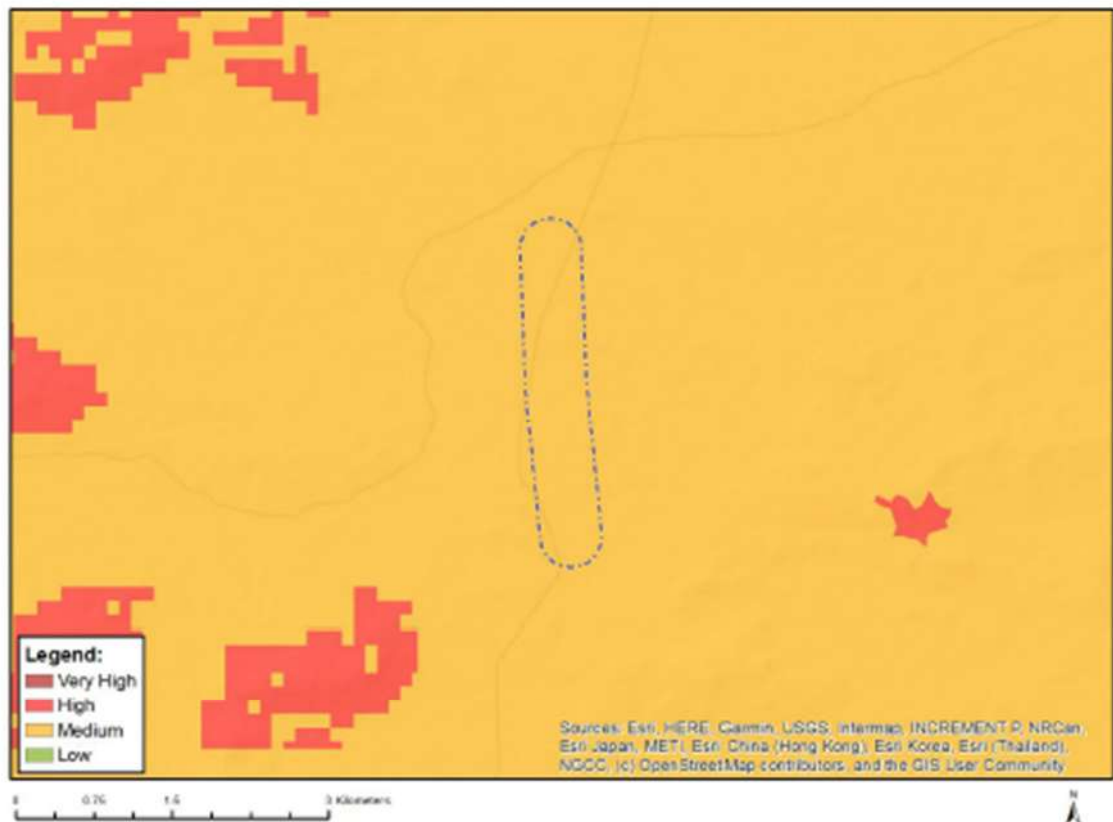 Legend:
Very High
High
Medium
Low
Sources: Esri, HERE, Garmin, USGS, Intermap, INCREMENT P, NRCan,
Esri Japan, METI, Esri China (Hong Kong), Esri Korea, Esri (Thailand),
NGCC, (c) OpenStreetMap contributors, and the GIS User Community
0 0.75 1.5 3 Kilometers
N